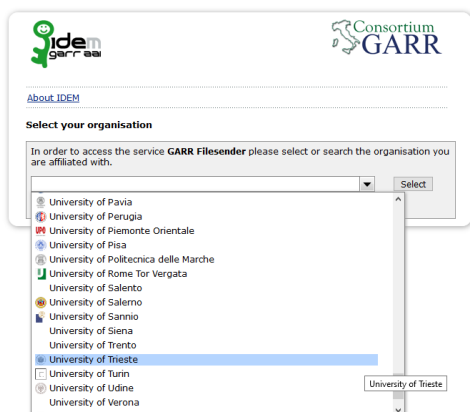 idem
garr aai
Consortium
GARR
About IDEM
Select your organisation
In order to access the service GARR Filesender please select or search the organisation you
are affiliated with.
Select
University of Pavia
University of Perugia
UPO University of Piemonte Orientale
University of Pisa
University of Politecnica delle Marche
University of Rome Tor Vergata
University of Salento
University of Salerno
University of Sannio
University of Siena
University of Trento
University of Trieste
University of Turin
University of Trieste
University of Udine
University of Verona